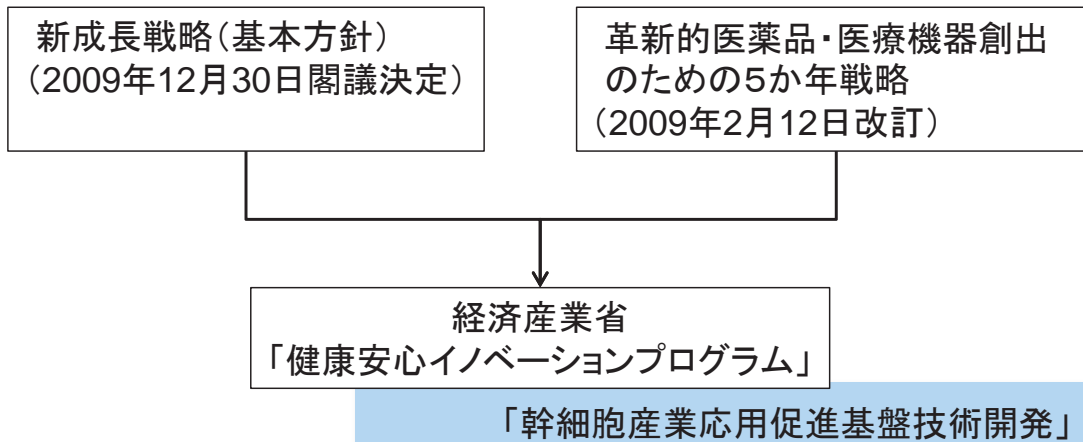 新成長戦略(基本方針)
(2009年12月30日閣議決定)
革新的医薬品・医療機器創出
のための5か年戦略
(2009年2月12日改訂)
経済産業省
「健康安心イノベーションプログラム」
「幹細胞産業応用促進基盤技術開発」